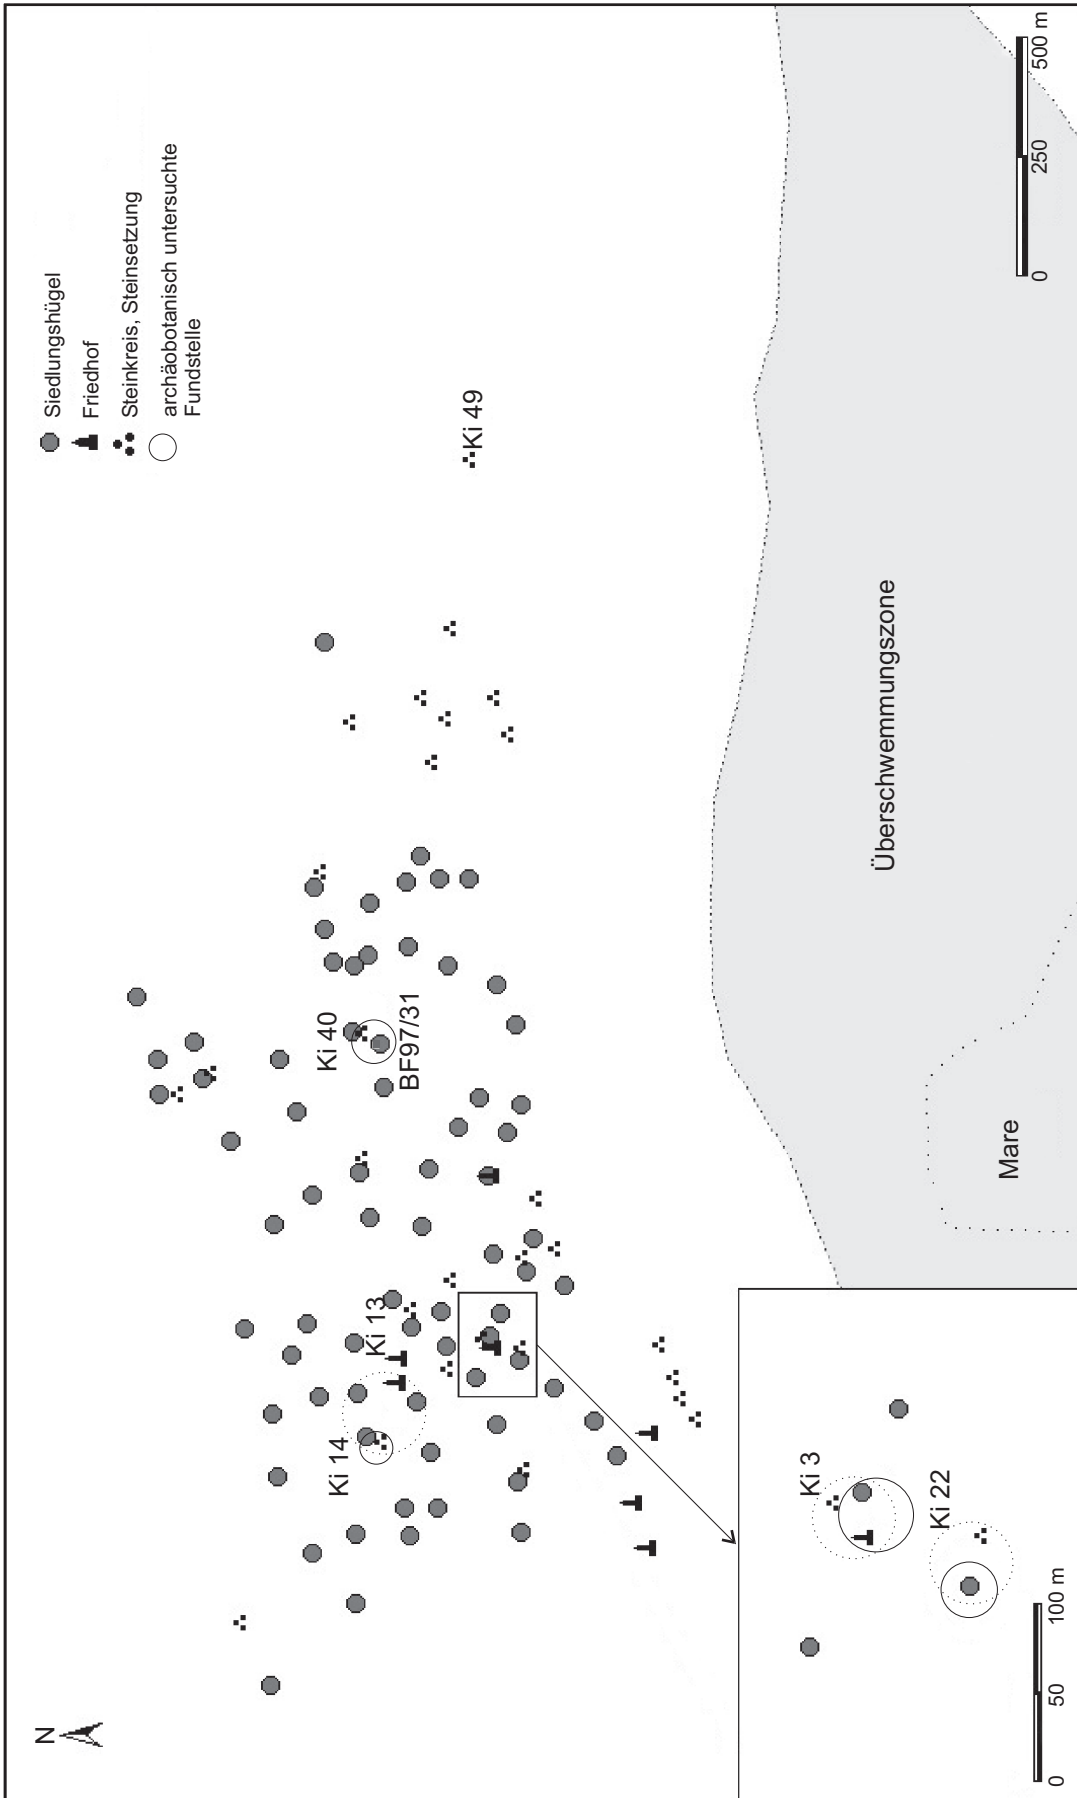 N
Siedlungshügel
Friedhof
Steinkreis, Steinsetzung
archäobotanisch untersuchte
Fundstelle
Ki 14
Ki 13
Ki 40
BF97/31
Ki 49
Ki 3
Ki 22
0 50 100 m
Mare
Überschwemmungszone
0 250 500 m